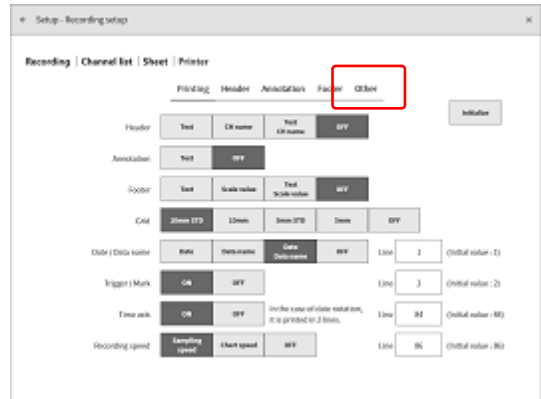 ← Setup - Recording setup ×
Recording | Channel list | Sheet | Printer
Printing Header Annotation Footer Other
Initialize
Header Text CH name Text CH name OFF
Annotation Text OFF
Footer Text Scale value Text Scale value OFF
Grid 10mm STD 10mm 5mm STD 5mm OFF
Date / Data name Date Data name Date Data name OFF Line 1 (Initial value : 1)
Trigger / Mark ON OFF Line (Initial value : 2)
Time axis ON OFF In the case of date notation, it is printed in 2 lines. Line 84 (Initial value :
Recording speed Sampling speed Chart speed OFF Line 86 (Initial value : 86)